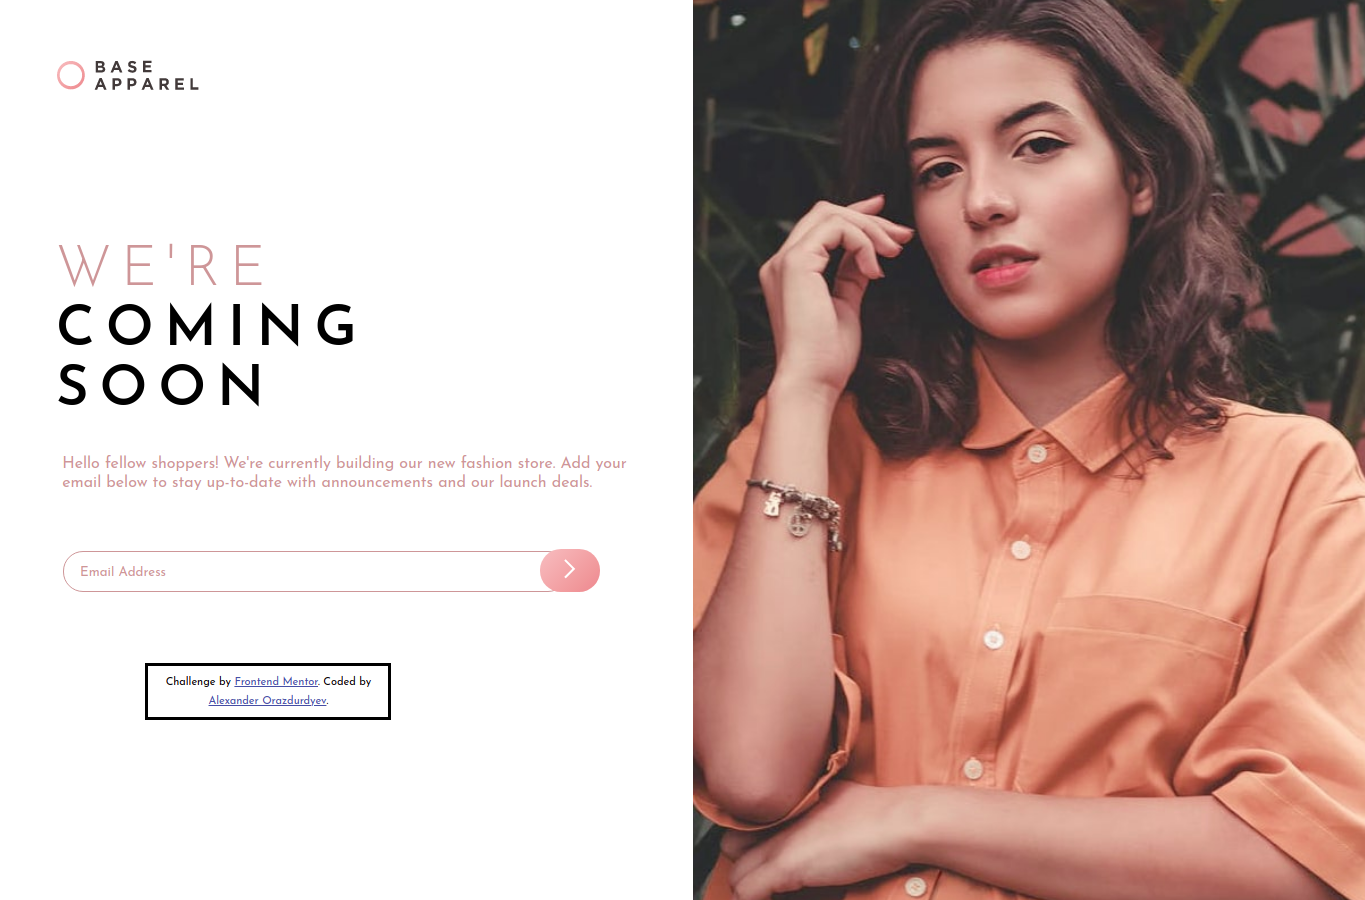 BASE
APPAREL
WE'RE
COMING
SOON
Hello fellow shoppers! We're currently building our new fashion store. Add your
email below to stay up-to-date with announcements and our launch deals.
Email Address
Challenge by Frontend Mentor. Coded by
Alexander Orazdurdyev.